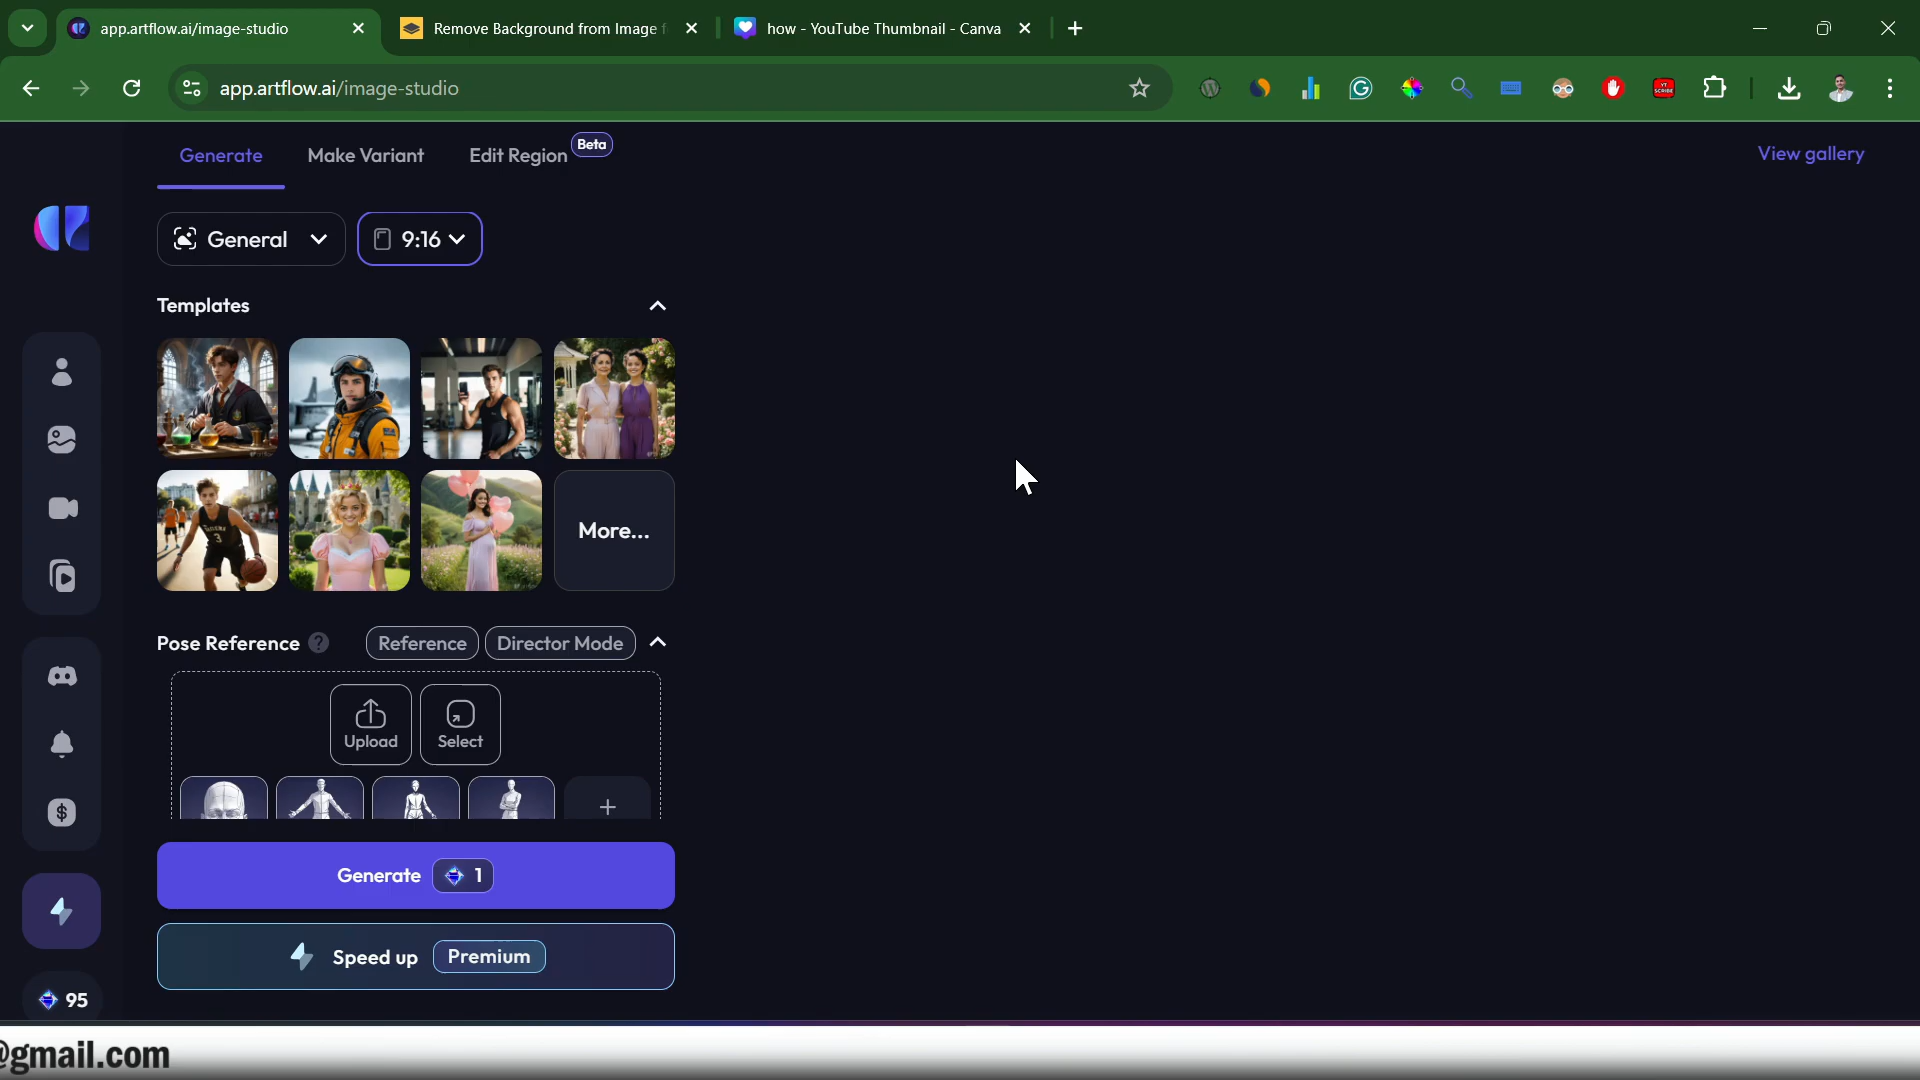 app.artflow.ai/image-studio
Remove Background from Image f
how - YouTube Thumbnail - Canva
app.artflow.ai/image-studio
Generate
Make Variant
Edit Region
Beta
View gallery
General
9:16
Templates
More...
Pose Reference
?
Reference
Director Mode
Upload
Select
Generate
1
Speed up
Premium
95
@gmail.com